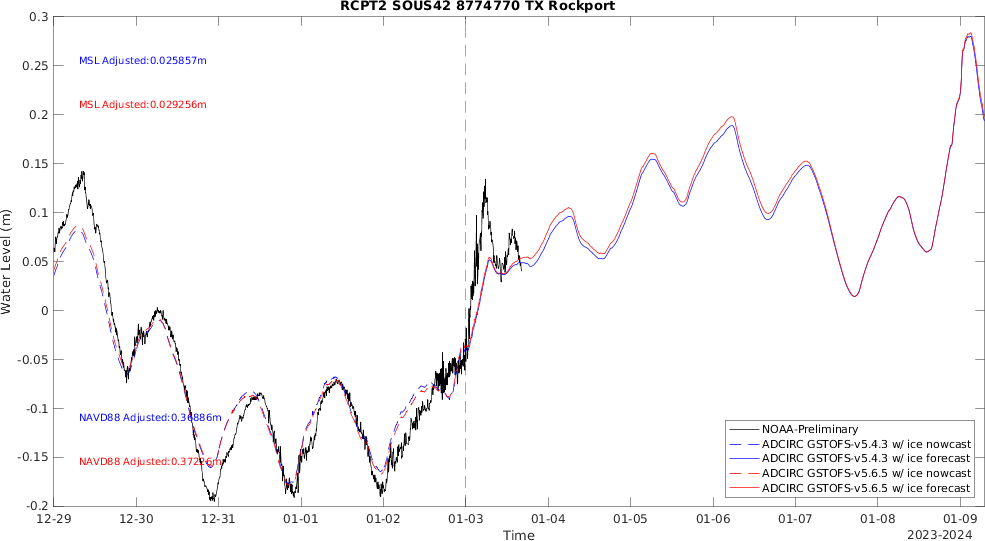 RCPT2 SOUS42 8774770 TX Rockport
0.3
0.25
0.2
0.15
0.1
0.05
0
-0.05
-0.1
-0.15
-0.2
Water Level (m)
MSL Adjusted:0.025857m
MSL Adjusted:0.029256m
NAVD88 Adjusted:0.36886m
NAVD88 Adjusted:0.37226m
NOAA-Preliminary
ADCIRC GSTOFS-v5.4.3 w/ ice nowcast
ADCIRC GSTOFS-v5.4.3 w/ ice forecast
ADCIRC GSTOFS-v5.6.5 w/ ice nowcast
ADCIRC GSTOFS-v5.6.5 w/ ice forecast
12-29 12-30 12-31 01-01 01-02 01-03 01-04 01-05 01-06 01-07 01-08 01-09
Time
2023-2024